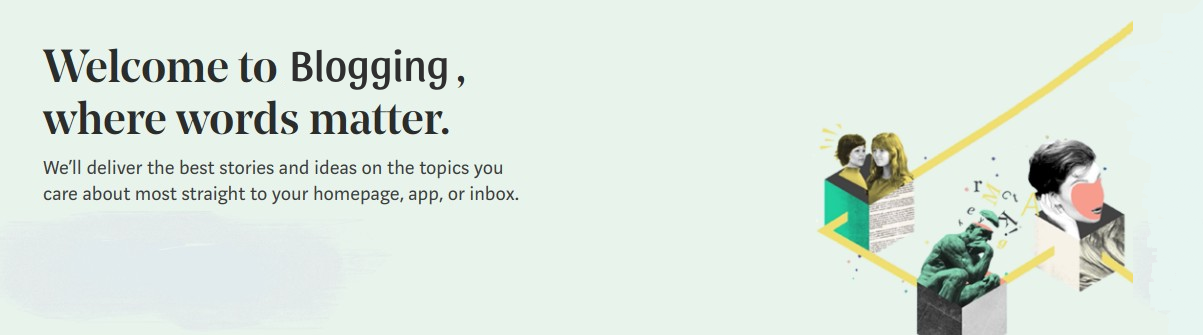 Welcome to Blogging,
where words matter.
We'll deliver the best stories and ideas on the topics you
care about most straight to your homepage, app, or inbox.